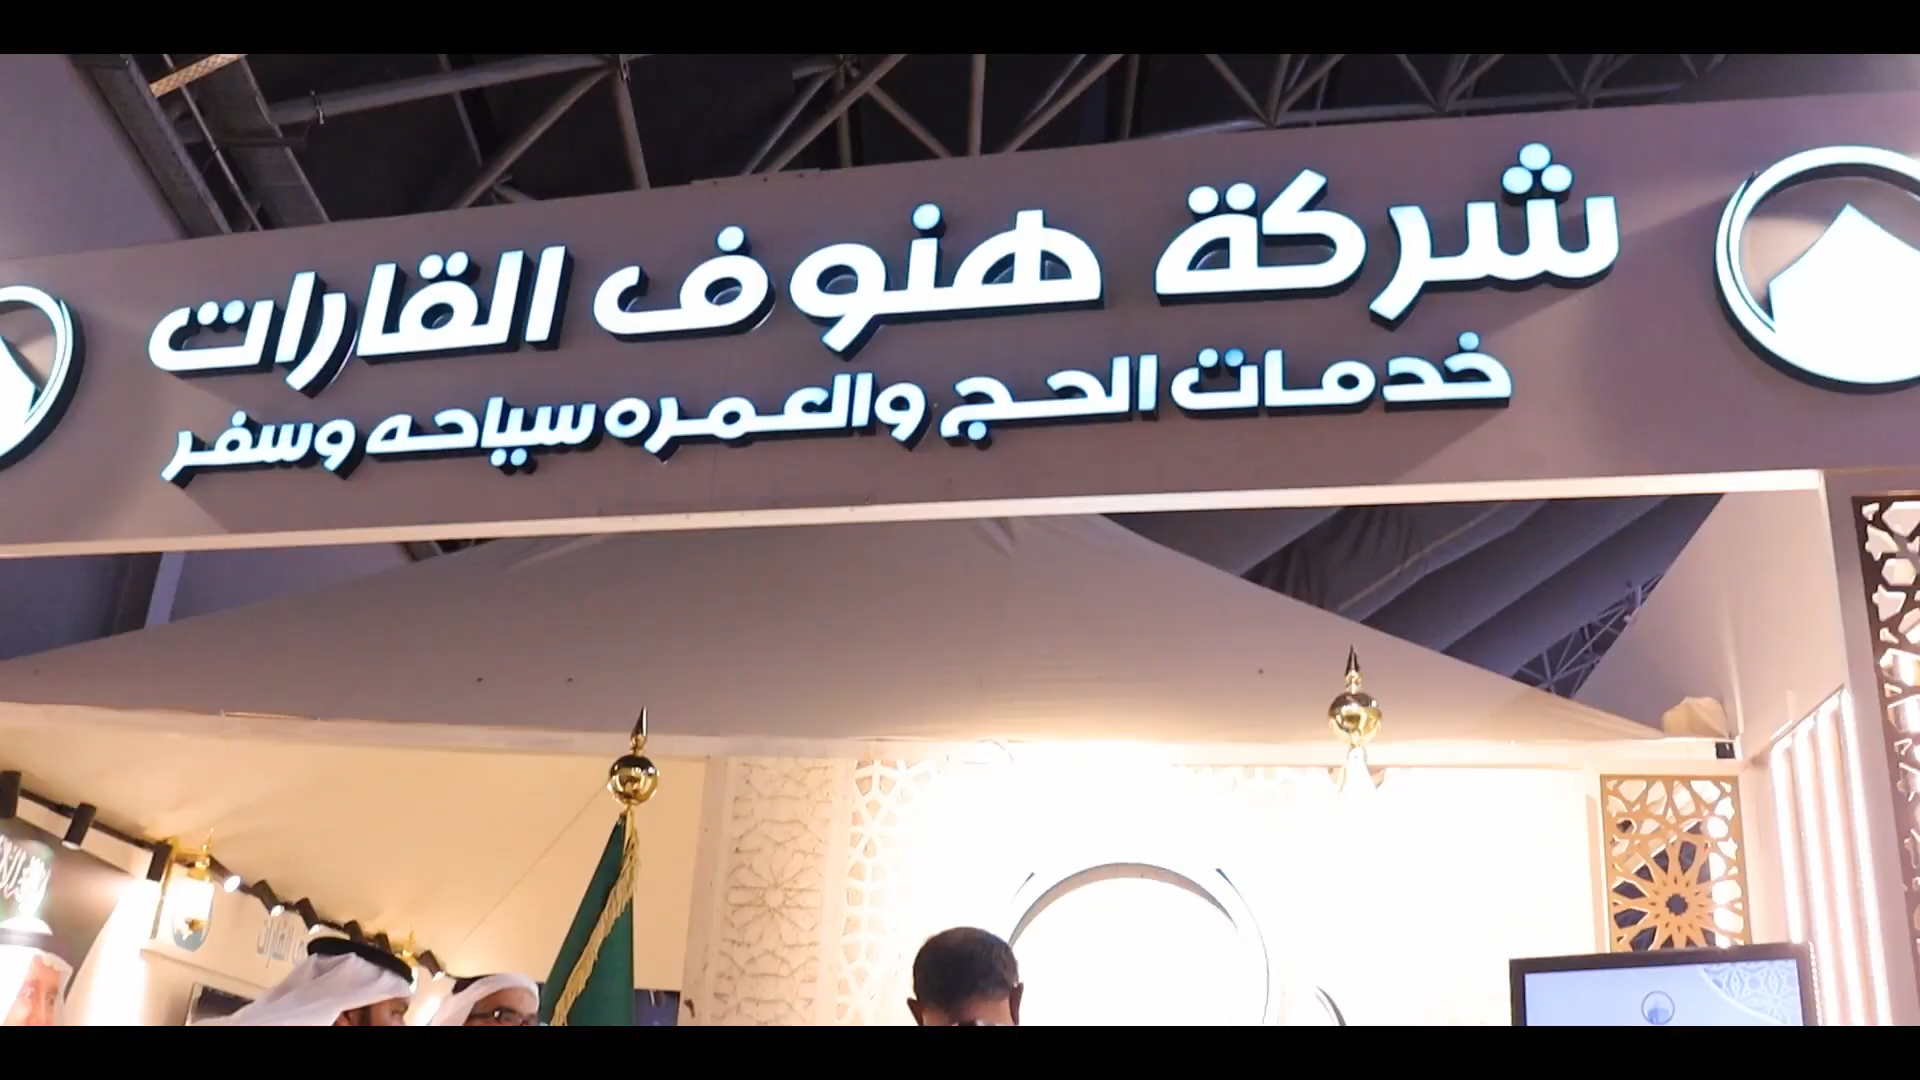 شركة هنوف القارات
خدمات الحج والعمره سياحه وسفر